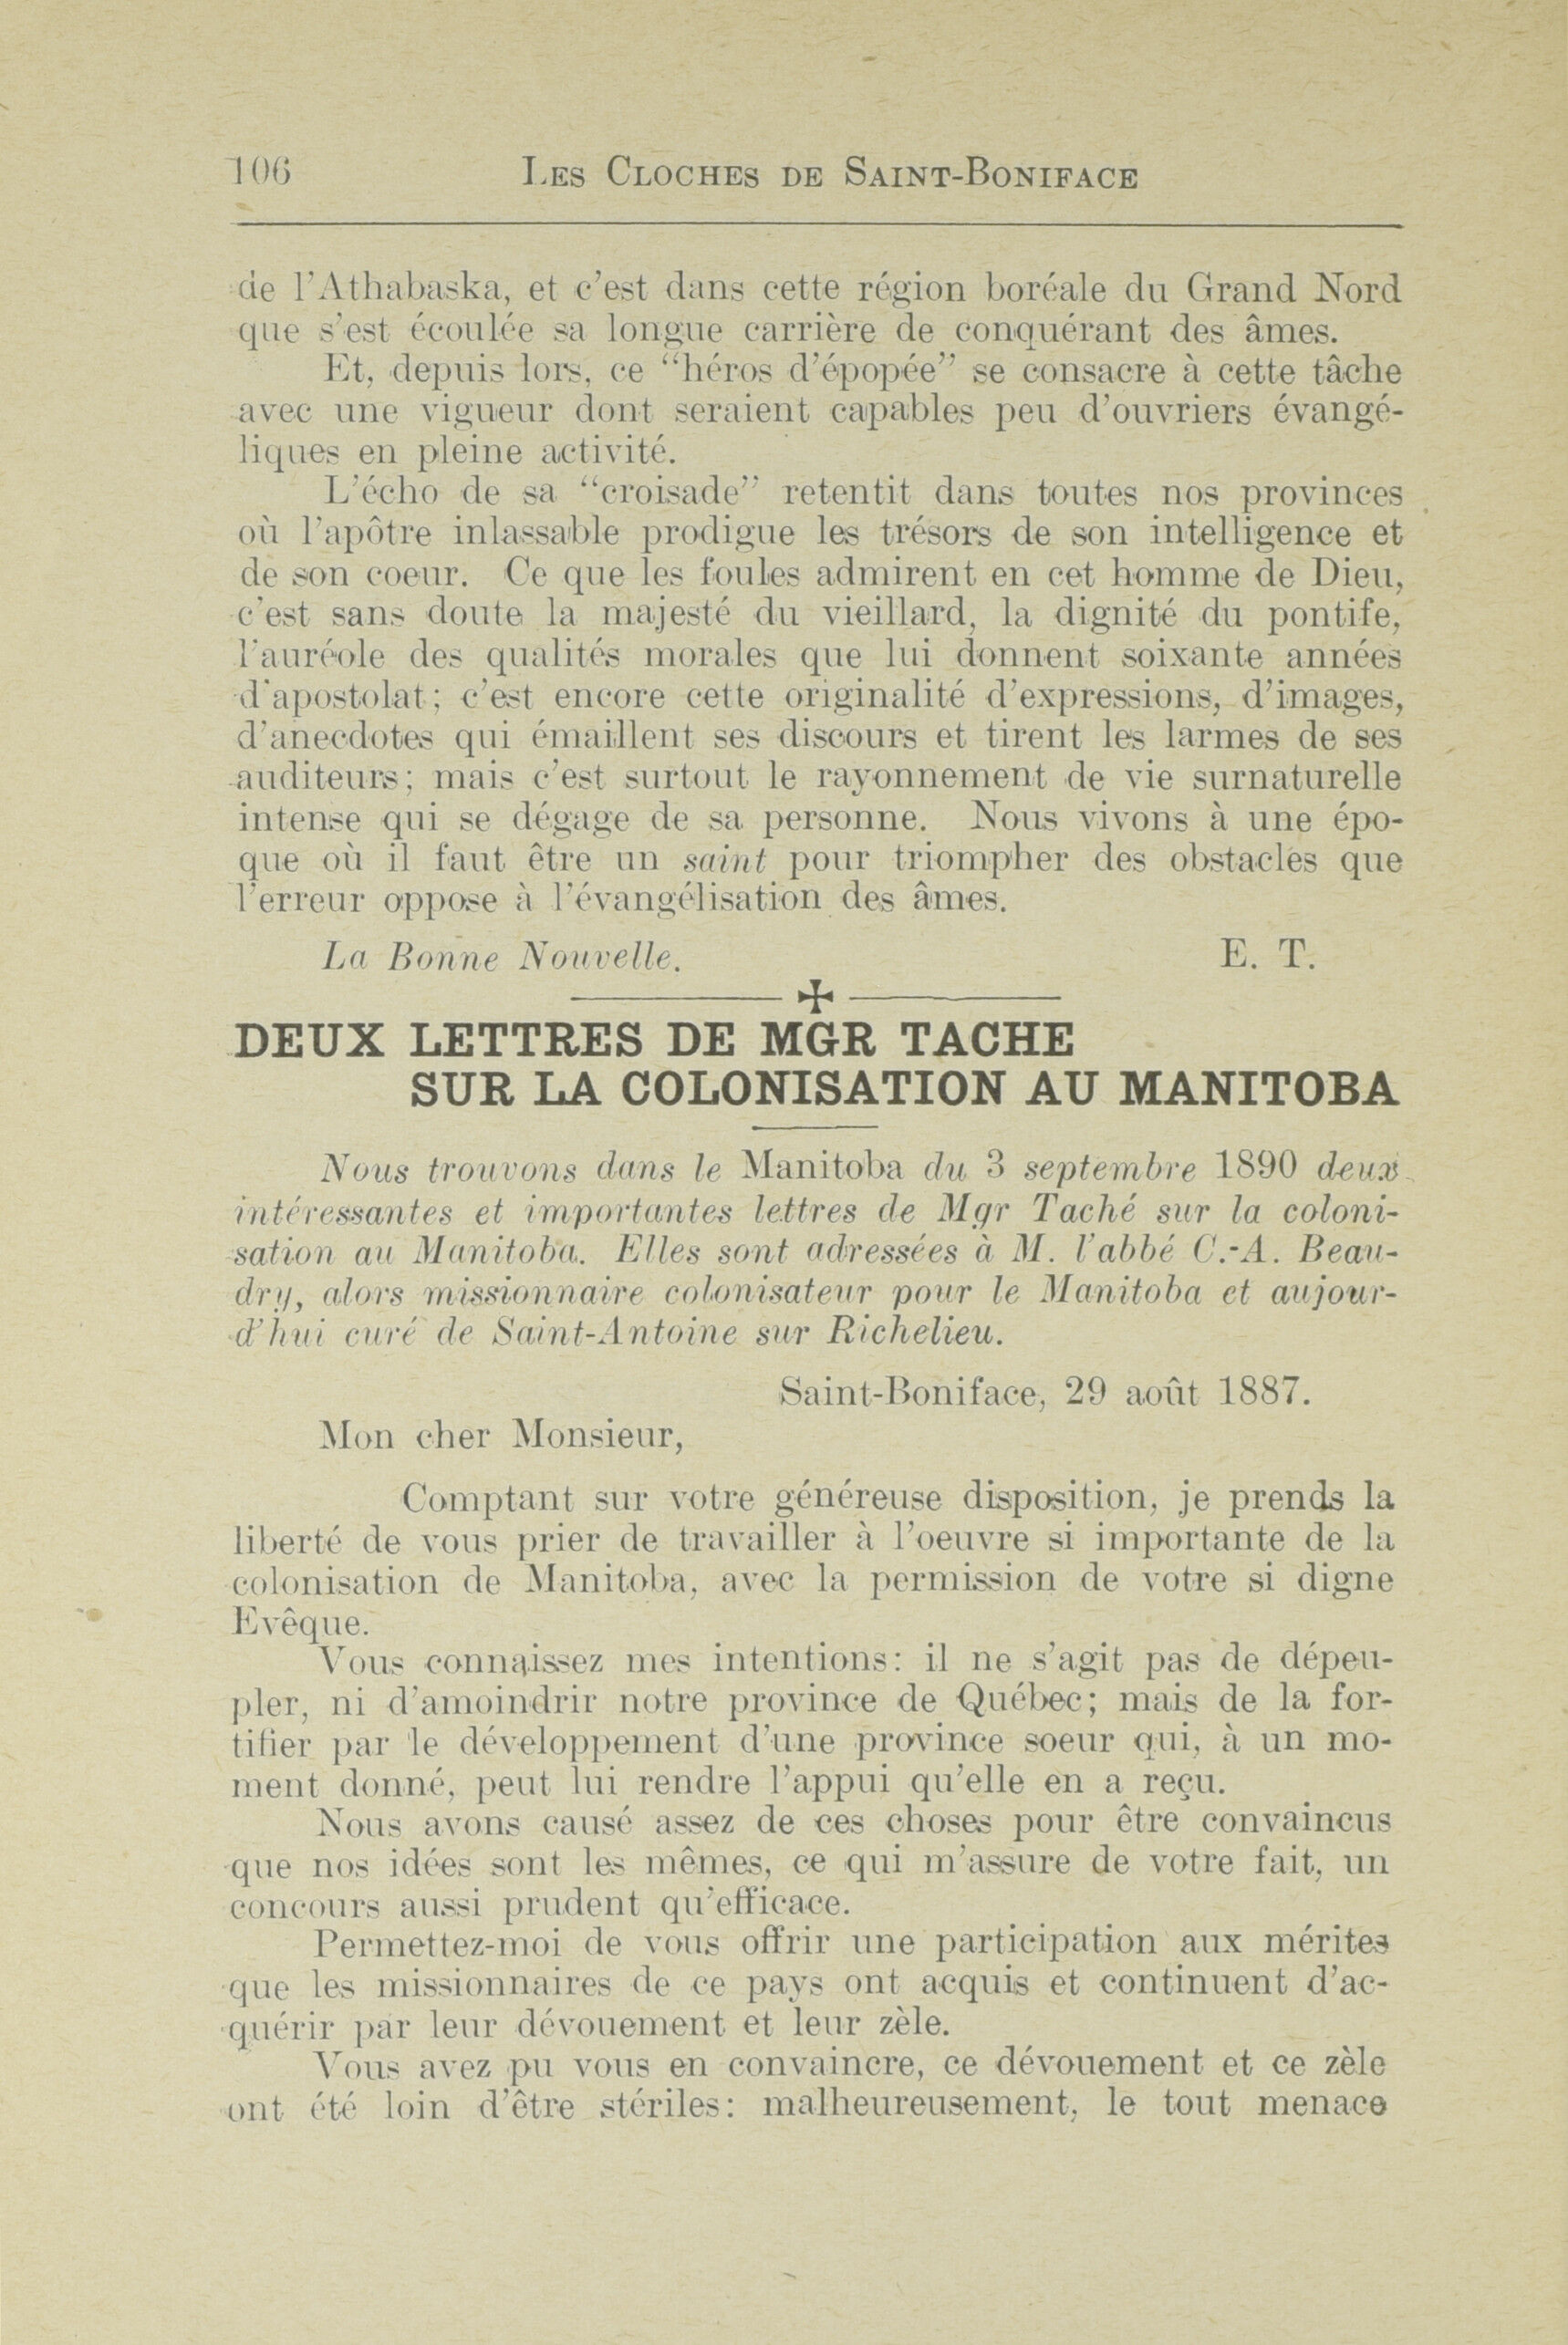 106 LES CLOCHES DE SAINT-BONIFACE
de l'Athabaska, et c'est dans cette région boréale du Grand Nord
que s'est écoulée sa longue carrière de conquérant des âmes.
Et, depuis lors, ce "héros d'épopée" se consacre à cette tâche
avec une vigueur dont seraient capables peu d'ouvriers évangé-
liques en pleine activité.
L'écho de sa "croisade" retentit dans toutes nos provinces
où l'apôtre inlassable prodigue les trésors de son intelligence et
de son coeur. Ce que les foules admirent en cet homme de Dieu,
c'est sans doute la majesté du vieillard, la dignité du pontife,
l'auréole des qualités morales que lui donnent soixante années
d'apostolat; c'est encore cette originalité d'expressions, d'images,
d'anecdotes qui émaillent ses discours et tirent les larmes de ses
auditeurs; mais c'est surtout le rayonnement de vie surnaturelle
intense qui se dégage de sa personne. Nous vivons à une épo-
que où il faut être un saint pour triompher des obstacles que
l'erreur oppose à l'évangélisation des âmes.
La Bonne Nouvelle. E. T.
DEUX LETTRES DE MGR TACHE
SUR LA COLONISATION AU MANITOBA
Nous trouvons dans le Manitoba du 3 septembre 1890 deux
intéressantes et importantes lettres de Mgr Taché sur la coloni-
sation au Manitoba. Elles sont adressées à M. l'abbé C.-A. Beau-
dry, alors missionnaire colonisateur pour le Manitoba et aujour-
d'hui curé de Saint-Antoine sur Richelieu.
Saint-Boniface, 29 août 1887.
Mon cher Monsieur,
Comptant sur votre généreuse disposition, je prends la
liberté de vous prier de travailler à l'oeuvre si importante de la
colonisation de Manitoba, avec la permission de votre si digne
Evêque.
Vous connaissez mes intentions: il ne s'agit pas de dépeu-
pler, ni d'amoindrir notre province de Québec; mais de la for-
tifier par le développement d'une province soeur qui, à un mo-
ment donné, peut lui rendre l'appui qu'elle en a reçu.
Nous avons causé assez de ces choses pour être convaincus
que nos idées sont les mêmes, ce qui m'assure de votre fait, un
concours aussi prudent qu'efficace.
Permettez-moi de vous offrir une participation aux mérites
que les missionnaires de ce pays ont acquis et continuent d'ac-
quérir par leur dévouement et leur zèle.
Vous avez pu vous en convaincre, ce dévouement et ce zèle
ont été loin d'être stériles: malheureusement, le tout menace